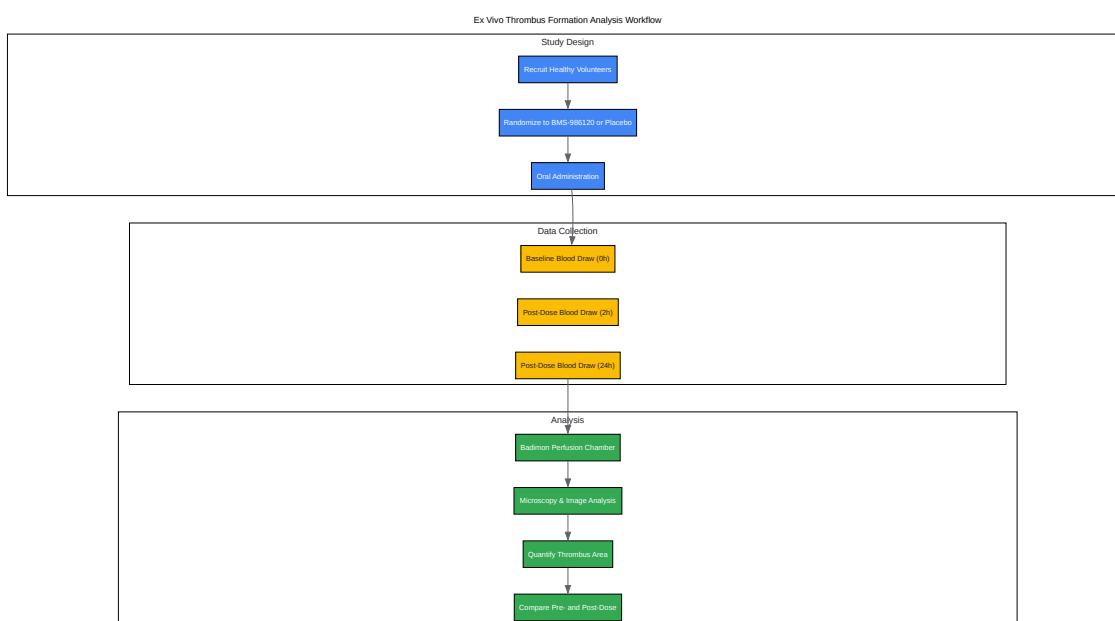 Ex Vivo Thrombus Formation Analysis Workflow
Study Design
Recruit Healthy Volunteers
Randomize to BMS-986120 or Placebo
Oral Administration
Data Collection
Baseline Blood Draw (0h)
Post-Dose Blood Draw (2h)
Post-Dose Blood Draw (24h)
Analysis
Badimon Perfusion Chamber
Microscopy & Image Analysis
Quantify Thrombus Area
Compare Pre- and Post-Dose